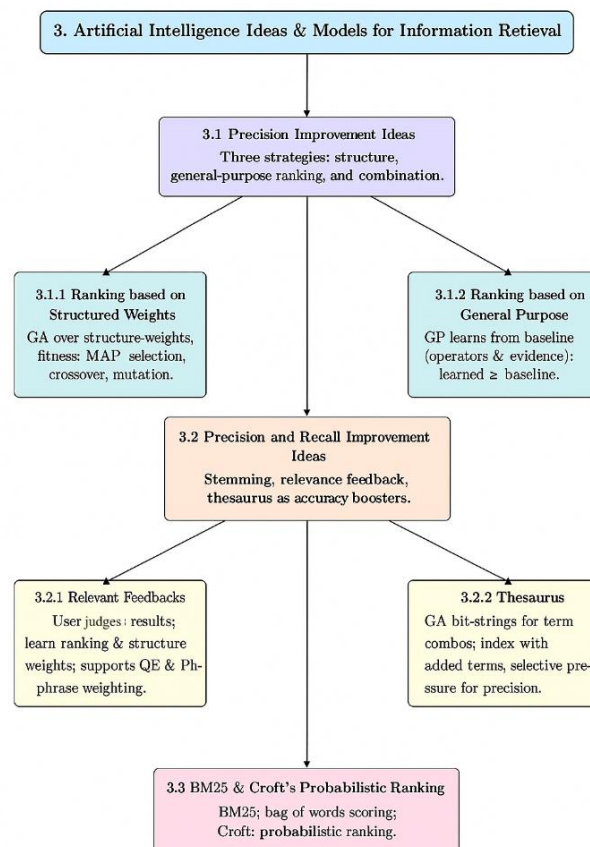 3. Artificial Intelligence Ideas & Models for Information Retieval
3.1 Precision Improvement Ideas
Three strategies: structure,
general-purpose ranking, and combination.
3.1.1 Ranking based on
Structured Weights
GA over structure-weights,
fitness: MAP selection,
crossover, mutation.
3.1.2 Ranking based on
General Purpose
GP learns from baseline
(operators & evidence):
learned ≥ baseline.
3.2 Precision and Recall Improvement
Ideas
Stemming, relevance feedback,
thesaurus as accuracy boosters.
3.2.1 Relevant Feedbacks
User judges: results;
learn ranking & structure
weights; supports QE & Ph-
phrase weighting.
3.2.2 Thesaurus
GA bit-strings for term
combos; index with
added terms, selective pre-
ssure for precision.
3.3 BM25 & Croft's Probabilistic Ranking
BM25; bag of words scoring;
Croft: probabilistic ranking.